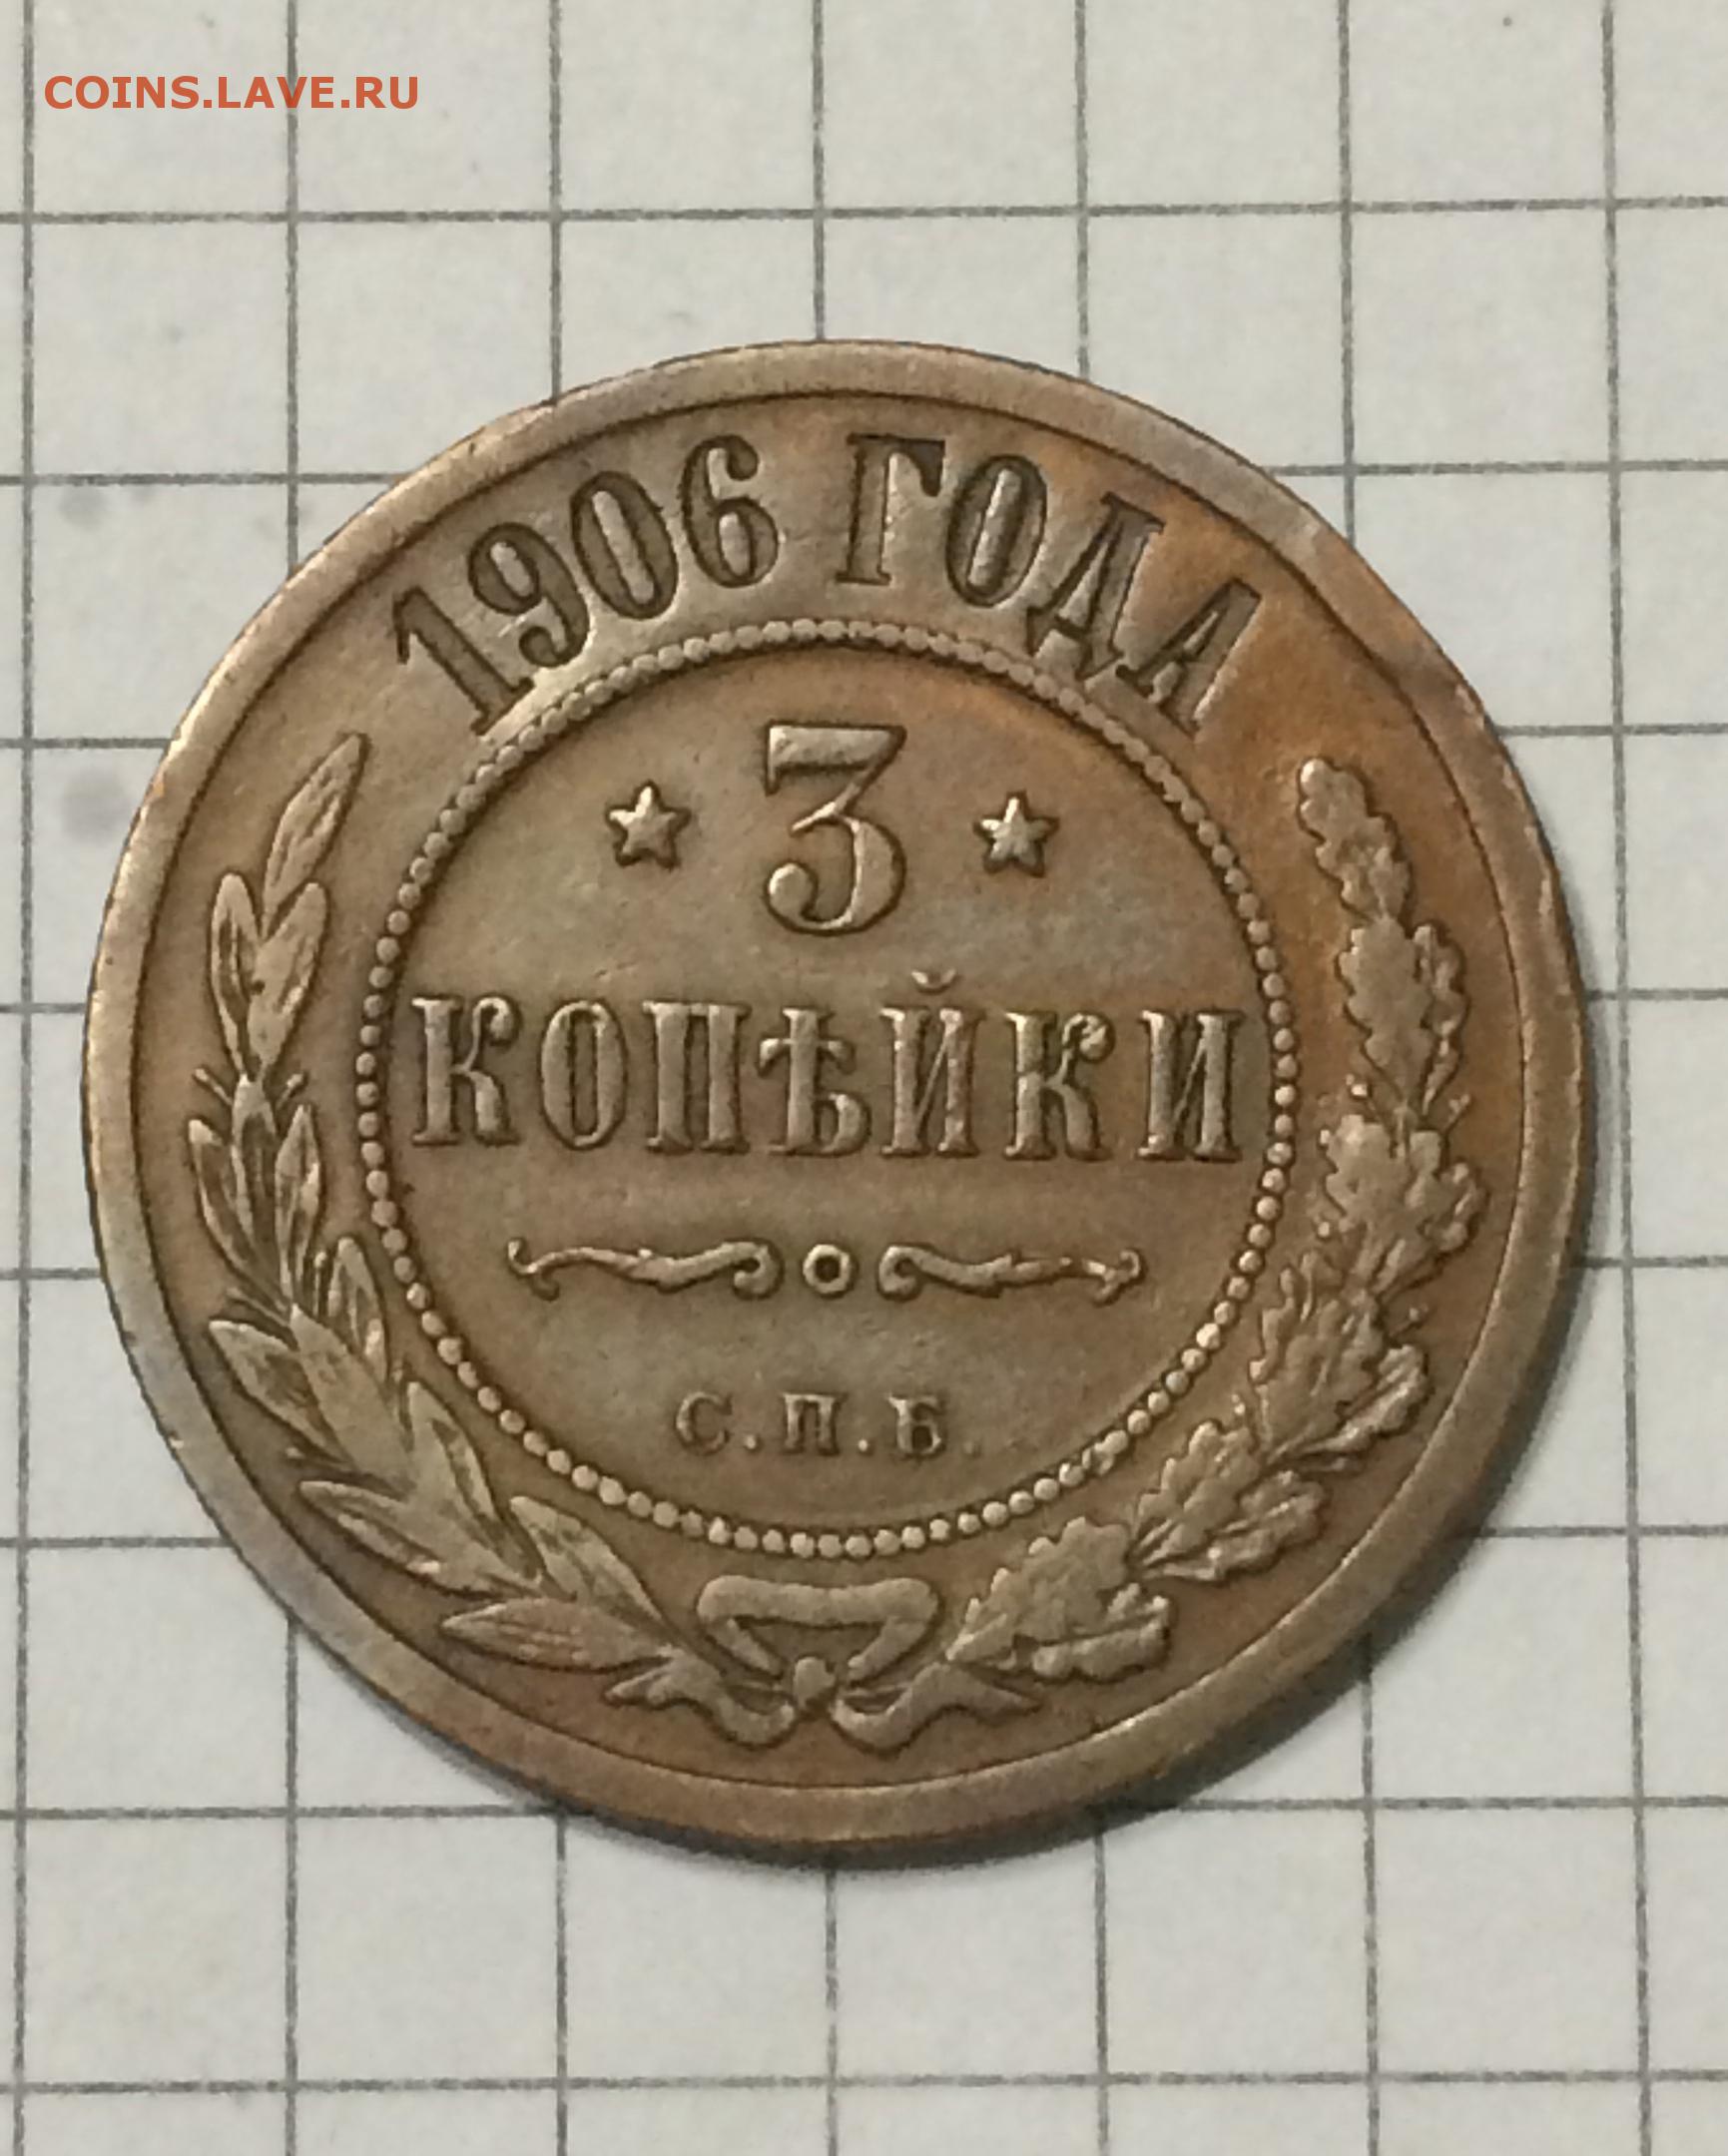 COINS.LAVE.RU
1906 ГОДА
3
КОПѢЙКИ
С.П.Б.